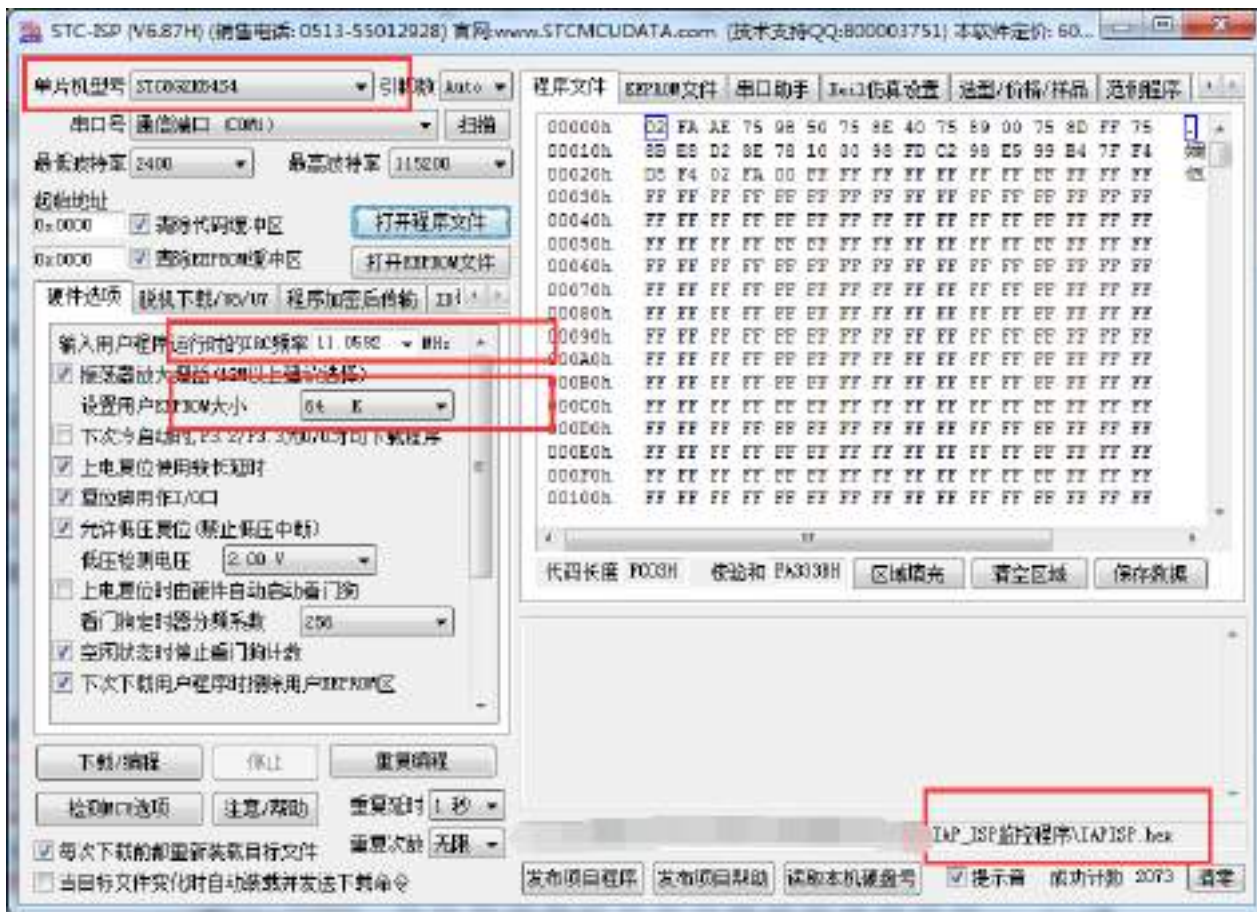 STC-ISP (V6.87H) (销售电话: 0513-55012928) 官网:www.STCMCUDATA.com (技术支持QQ:800003751) 本软件定价: 60...
单片机型号 引脚数 Auto
串口号 通信端口 (COM1) 扫描
最低波特率 2400 最高波特率 115200
起始地址
0x0000 清除代码缓冲区 打开程序文件
0x0000 清除EEPROM缓冲区 打开EEPROM文件
硬件选项 脱机下载/U8/U7 程序加密后传输
输入用户程序运行时的IRC频率 11.0592 MHz
振荡器放大增益(12M以上建议选择)
设置用户EEPROM大小 64 K
下次冷启动时,P3.2/P3.3为0/0才可下载程序
上电复位使用较长延时
复位脚用作I/O口
允许低压复位(禁止低压中断)
低压检测电压 2.00 V
上电复位时由硬件自动启动看门狗
看门狗定时器分频系数 256
空闲状态时停止看门狗计数
下次下载用户程序时擦除用户EEPROM区
下载/编程 停止 重复编程
检测MCU选项 注意/帮助 重复延时 1 秒
重复次数 无限
每次下载前都重新装载目标文件
当目标文件变化时自动装载并发送下载命令
程序文件 EEPROM文件 串口助手 Keil仿真设置 选型/价格/样品 范例程序
00000h 02 FA AE 75 98 50 75 8E 40 75 89 00 75 8D FF 75
00010h 8B E8 D2 8E 78 10 30 98 FD C2 98 E5 99 B4 7F F4
00020h D5 F4 02 FA 00 FF FF FF FF FF FF FF FF FF FF FF
00030h FF FF FF FF FF FF FF FF FF FF FF FF FF FF FF FF
00040h FF FF FF FF FF FF FF FF FF FF FF FF FF FF FF FF
00050h FF FF FF FF FF FF FF FF FF FF FF FF FF FF FF FF
00060h FF FF FF FF FF FF FF FF FF FF FF FF FF FF FF FF
00070h FF FF FF FF FF FF FF FF FF FF FF FF FF FF FF FF
00080h FF FF FF FF FF FF FF FF FF FF FF FF FF FF FF FF
00090h FF FF FF FF FF FF FF FF FF FF FF FF FF FF FF FF
000A0h FF FF FF FF FF FF FF FF FF FF FF FF FF FF FF FF
000B0h FF FF FF FF FF FF FF FF FF FF FF FF FF FF FF FF
000C0h FF FF FF FF FF FF FF FF FF FF FF FF FF FF FF FF
000D0h FF FF FF FF FF FF FF FF FF FF FF FF FF FF FF FF
000E0h FF FF FF FF FF FF FF FF FF FF FF FF FF FF FF FF
000F0h FF FF FF FF FF FF FF FF FF FF FF FF FF FF FF FF
00100h FF FF FF FF FF FF FF FF FF FF FF FF FF FF FF FF
代码长度 校验和 区域填充 清空区域 保存数据
IAP_ISP监控程序\IAPISP.hex
发布项目程序 发布项目帮助 读取本机硬盘号 提示音 成功计数 2073 清零